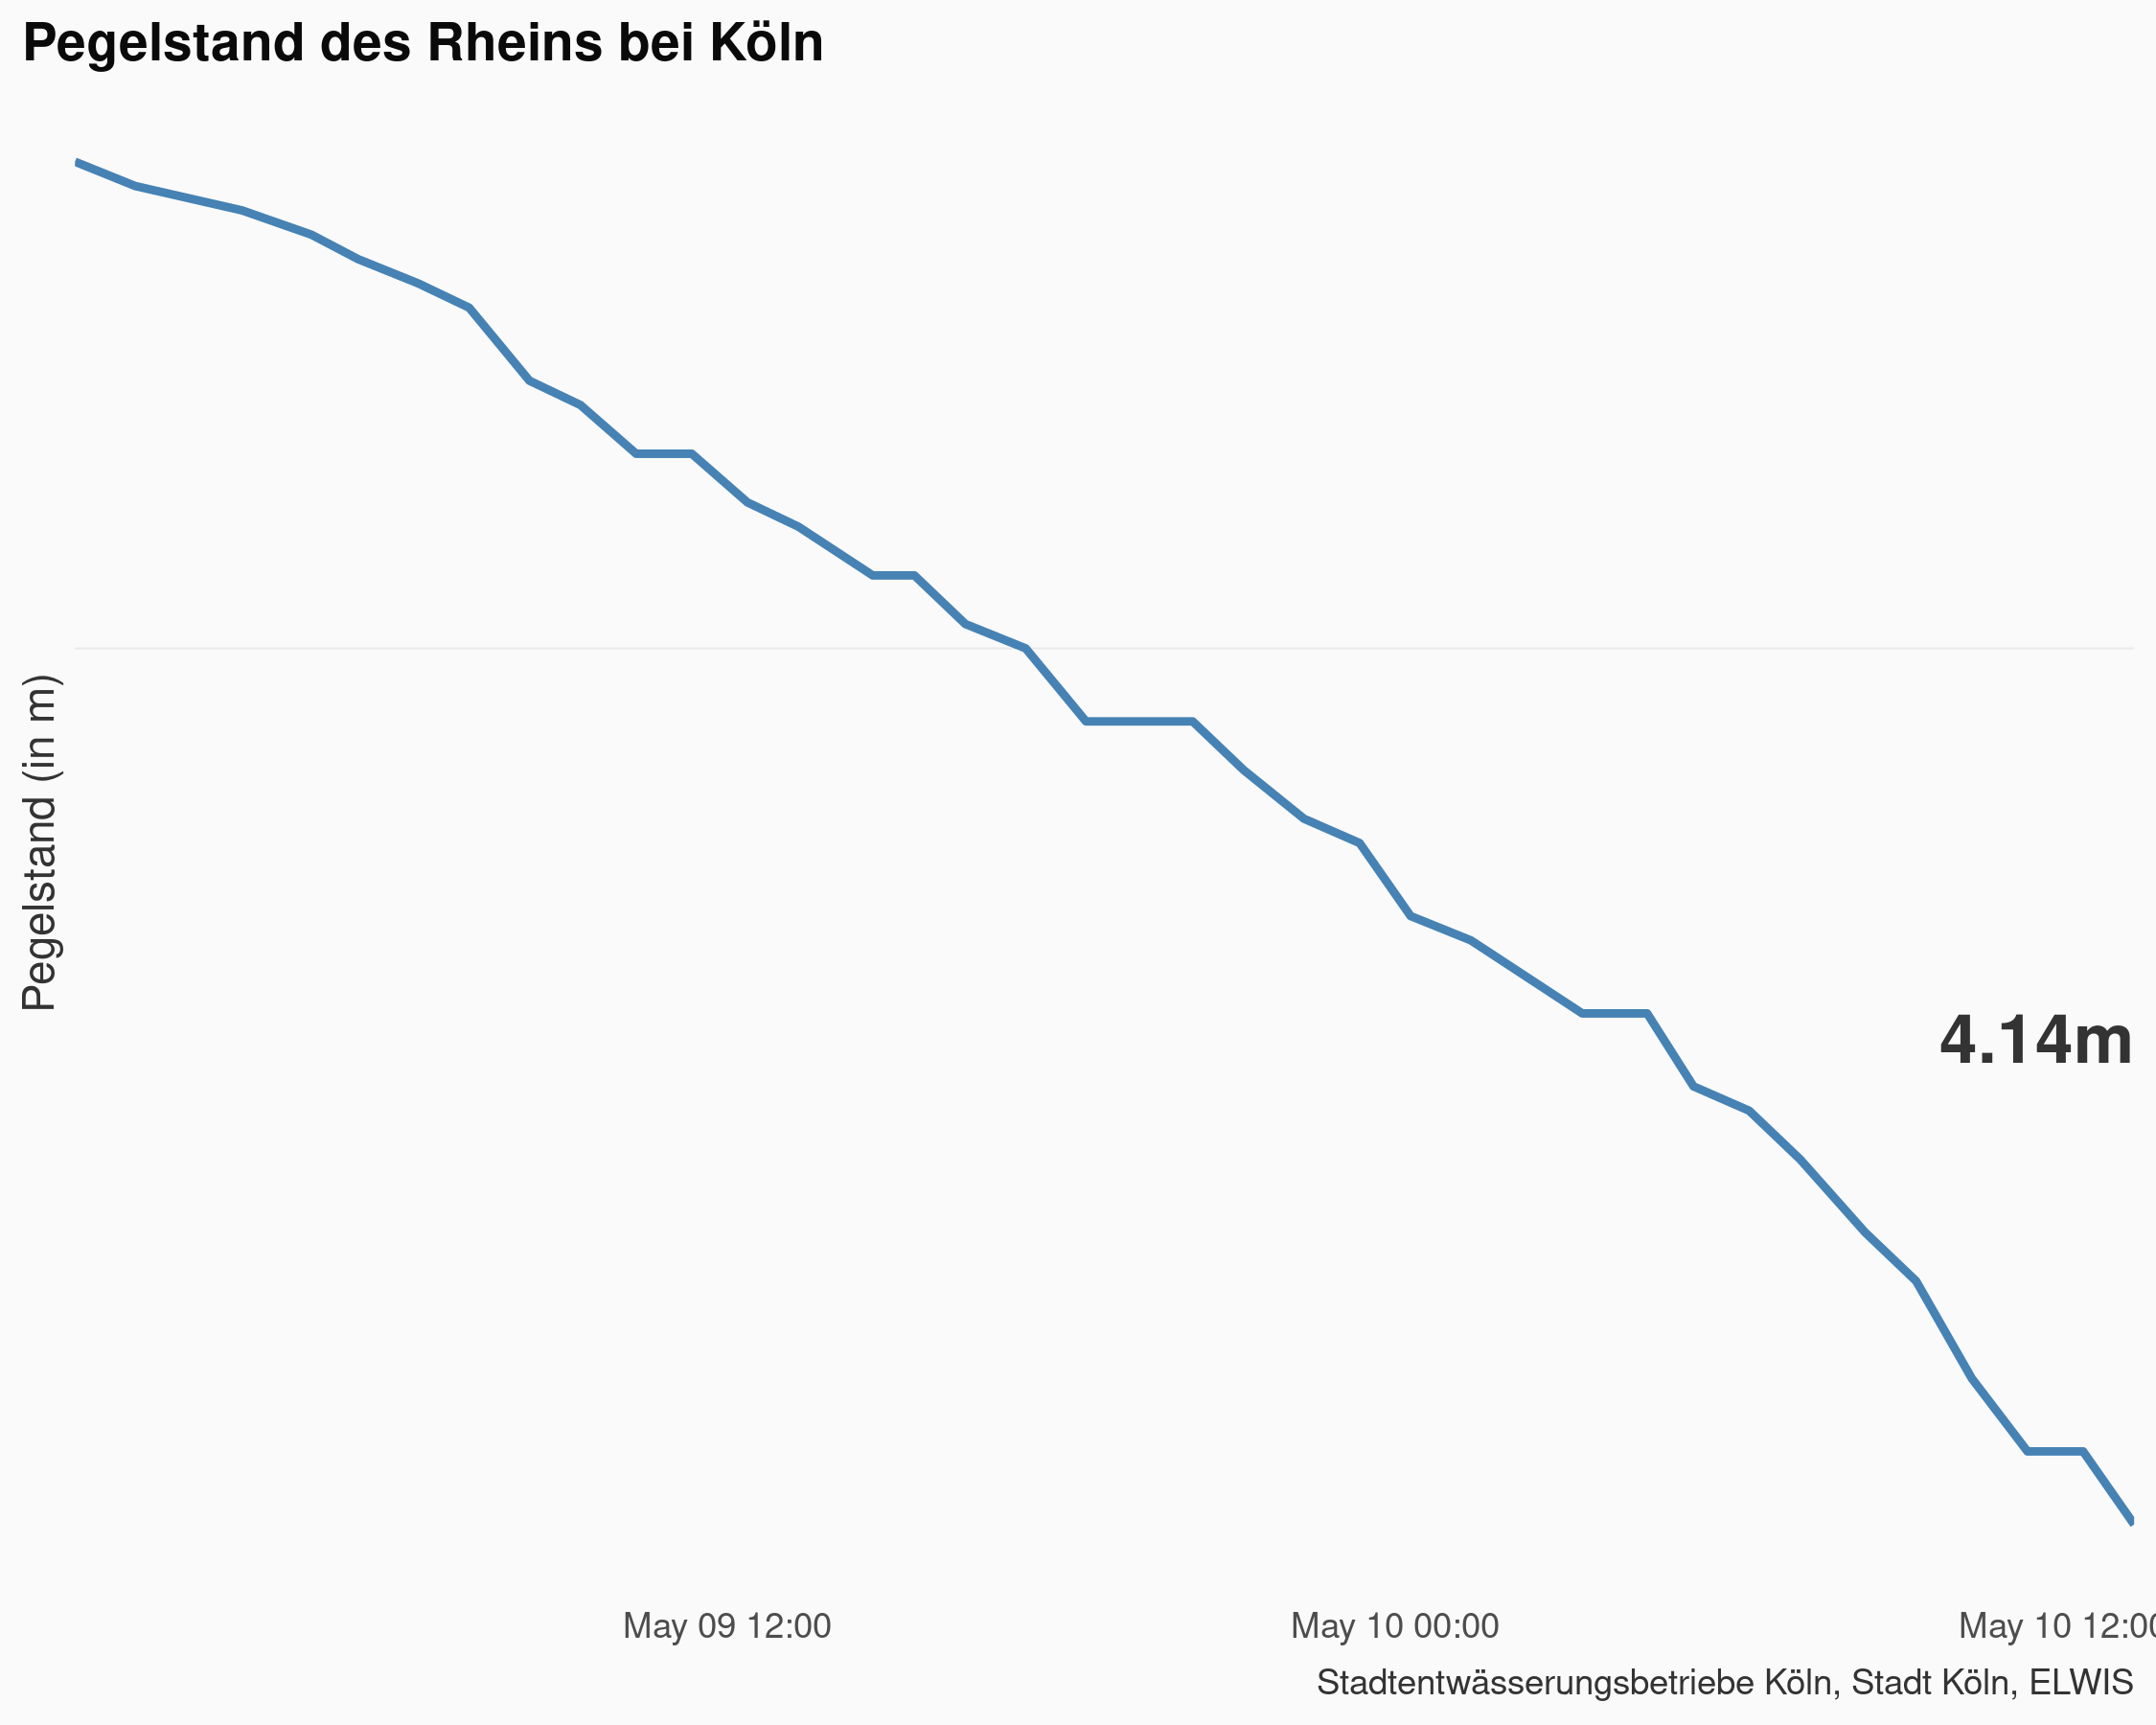 Pegelstand des Rheins bei Köln
Pegelstand (in m)
4.14m
May 09 12:00
May 10 00:00
May 10 12:00
Stadtentwässerungsbetriebe Köln, Stadt Köln, ELWIS